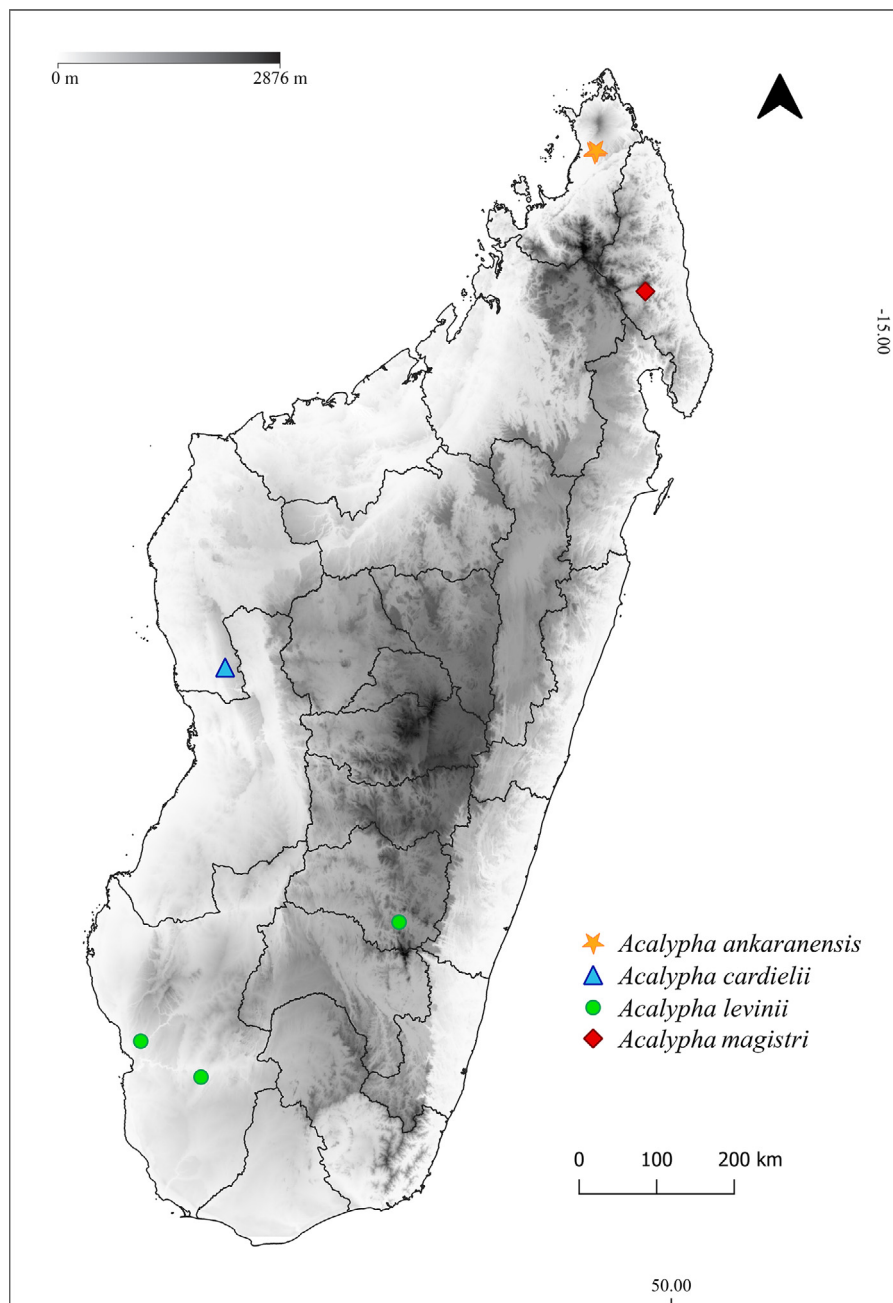 0 m 2876 m
-15.00
Acalypha ankaranensis
Acalypha cardielii
Acalypha levinii
Acalypha magistri
0 100 200 km
50.00